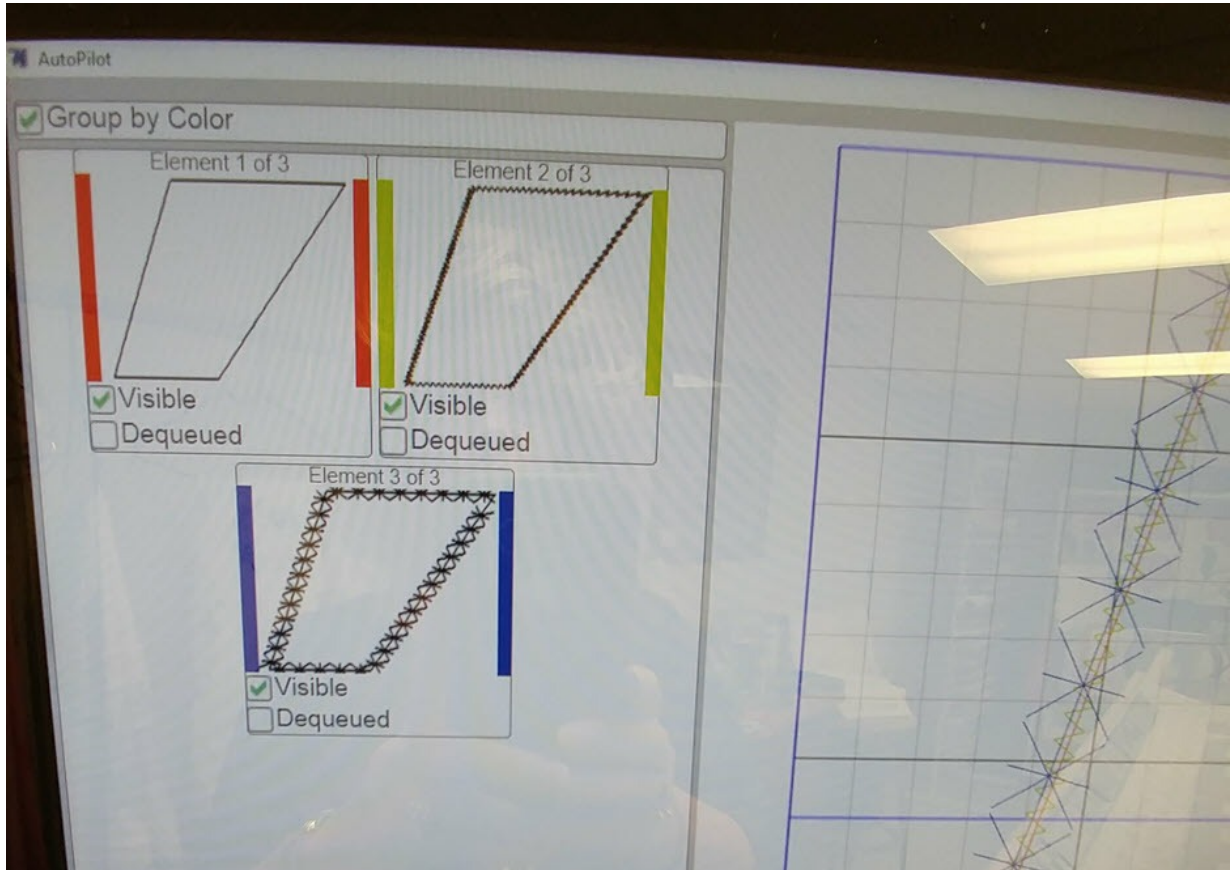 AutoPilot
Group by Color
Element 1 of 3
Visible
Dequeued
Element 2 of 3
Visible
Dequeued
Element 3 of 3
Visible
Dequeued